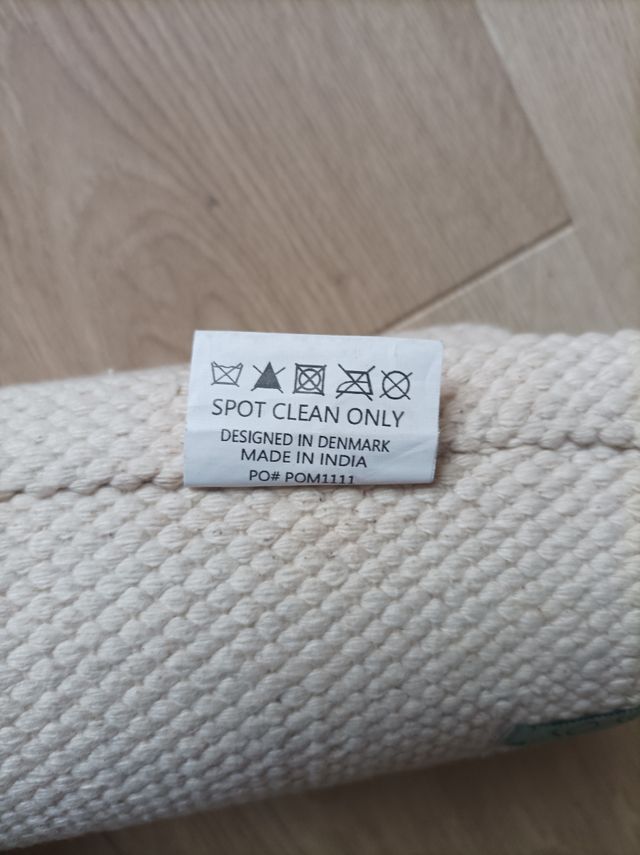 SPOT CLEAN ONLY
DESIGNED IN DENMARK
MADE IN INDIA
PO# POM1111